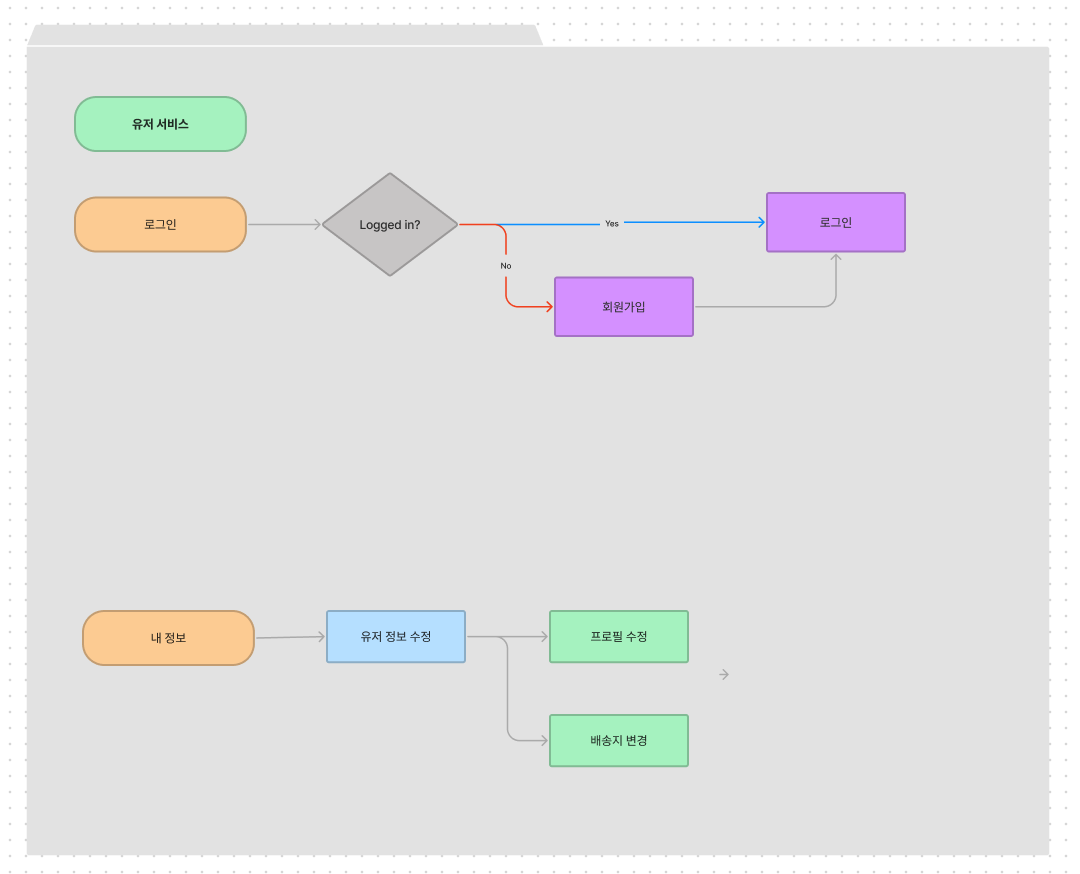 유저 서비스
로그인
Logged in?
Yes
로그인
No
회원가입
내 정보
유저 정보 수정
프로필 수정
배송지 변경